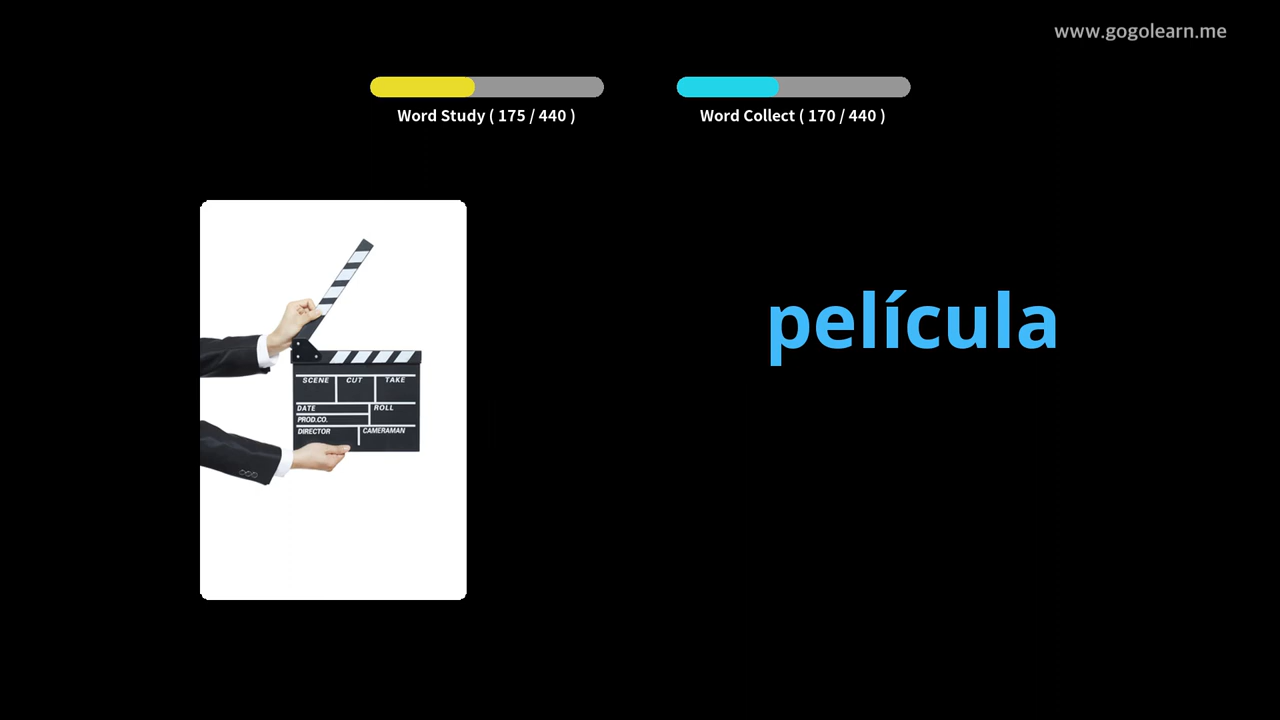 www.gogolearn.me
Word Study ( 175 / 440 )
Word Collect ( 170 / 440 )
película
SCENE CUT TAKE
DATE ROLL
PROD.CO.
DIRECTOR CAMERAMAN